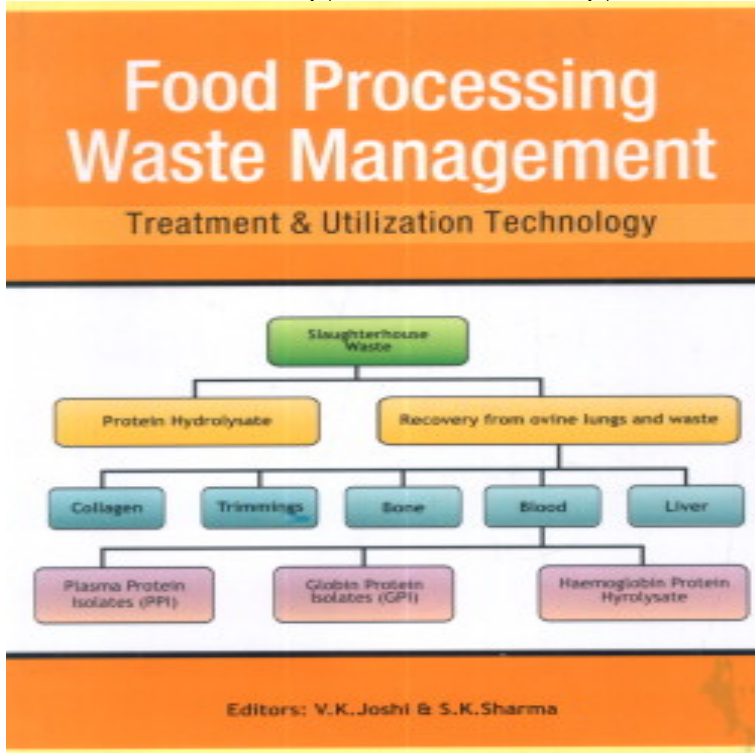 Food Processing
Waste Management
Treatment & Utilization Technology
Slaughterhouse
Waste
Protein Hydrolysate
Recovery from ovine lungs and waste
Collagen
Trimmings
Bone
Blood
Liver
Plasma Protein
Isolates (PPI)
Globin Protein
Isolates (GPI)
Haemoglobin Protein
Hyrolysate
Editors: V.K.Joshi & S.K.Sharma